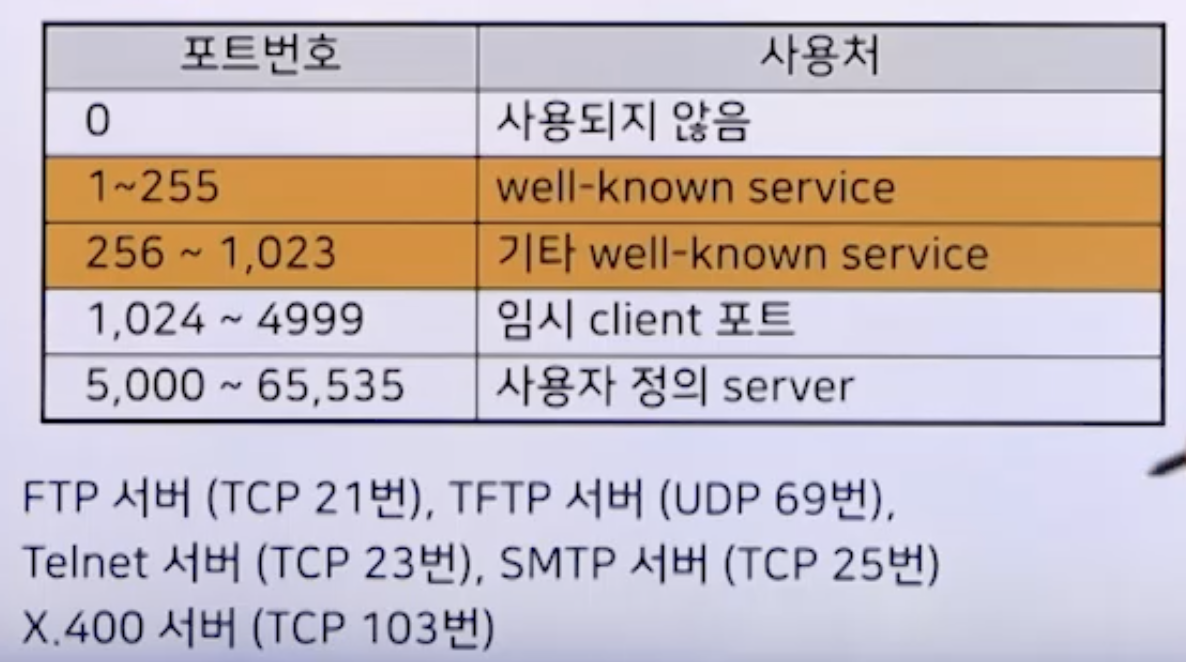 포트번호 사용처
0 사용되지 않음
1~255 well-known service
256 ~ 1,023 기타 well-known service
1,024 ~ 4999 임시 client 포트
5,000 ~ 65,535 사용자 정의 server
FTP 서버 (TCP 21번), TFTP 서버 (UDP 69번),
Telnet 서버 (TCP 23번), SMTP 서버 (TCP 25번)
X.400 서버 (TCP 103번)